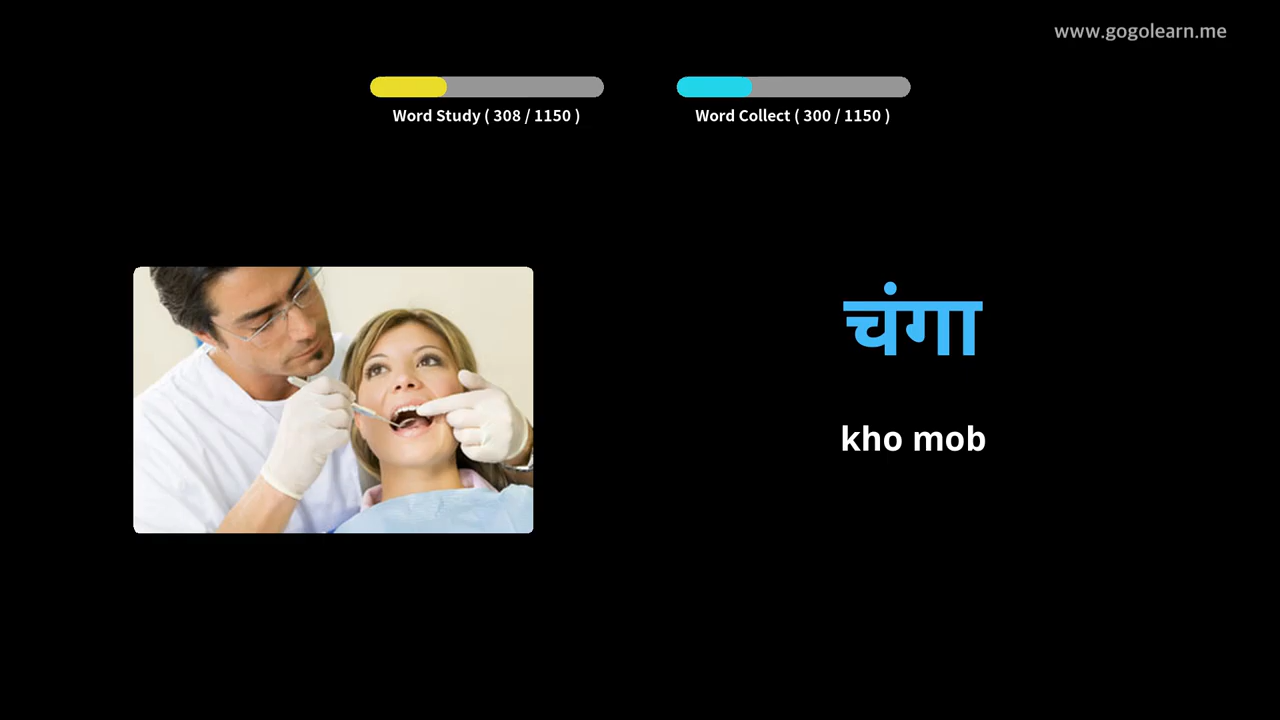 www.gogolearn.me
Word Study ( 308 / 1150 )
Word Collect ( 300 / 1150 )
चंगा
kho mob